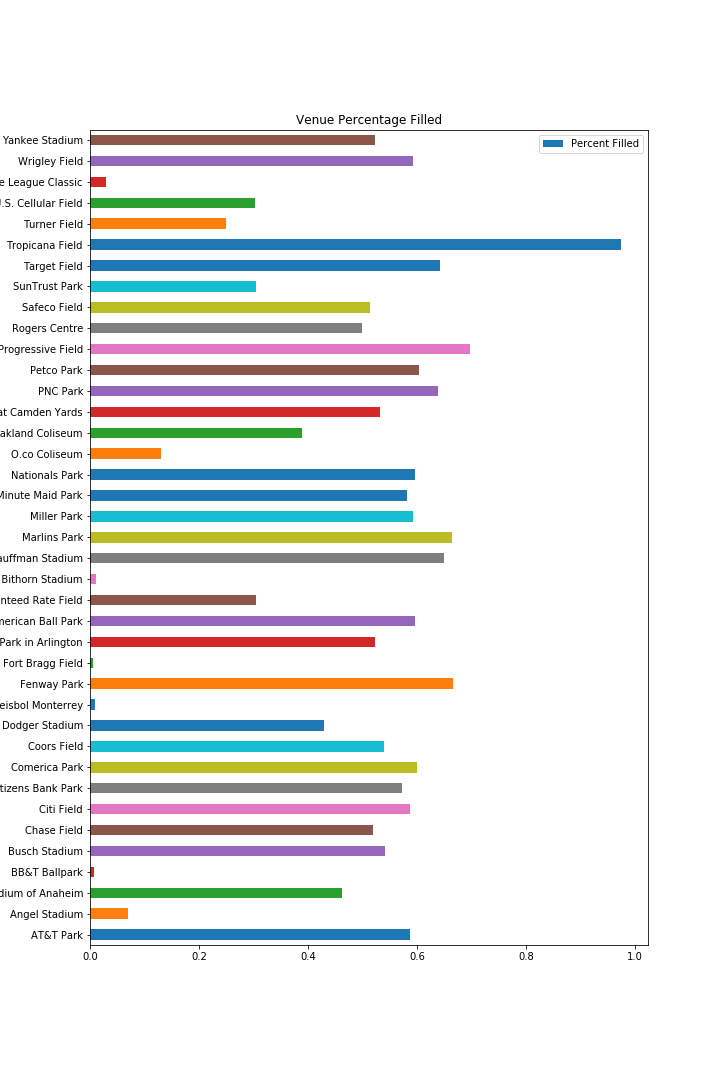 Venue Percentage Filled
Percent Filled
Yankee Stadium
Wrigley Field
League Classic
.S. Cellular Field
Turner Field
Tropicana Field
Target Field
SunTrust Park
Safeco Field
Rogers Centre
Progressive Field
Petco Park
PNC Park
at Camden Yards
akland Coliseum
O.co Coliseum
Nationals Park
Minute Maid Park
Miller Park
Marlins Park
auffman Stadium
Bithorn Stadium
nteed Rate Field
merican Ball Park
Park in Arlington
Fort Bragg Field
Fenway Park
eisbol Monterrey
Dodger Stadium
Coors Field
Comerica Park
tizens Bank Park
Citi Field
Chase Field
Busch Stadium
BB&T Ballpark
dium of Anaheim
Angel Stadium
AT&T Park
0.0 0.2 0.4 0.6 0.8 1.0